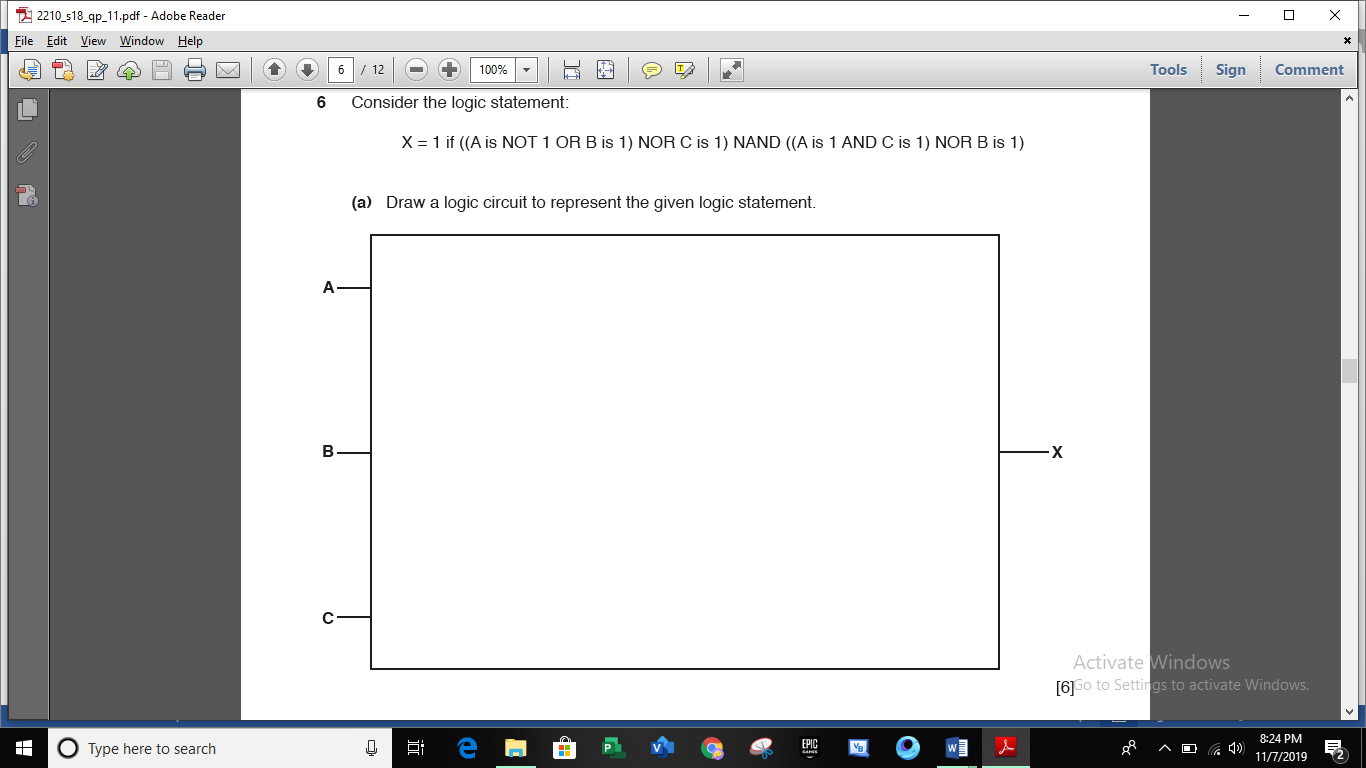 2210_s18_qp_11.pdf - Adobe Reader
File Edit View Window Help
6 / 12 100% Tools Sign Comment
6 Consider the logic statement:
X = 1 if ((A is NOT 1 OR B is 1) NOR C is 1) NAND ((A is 1 AND C is 1) NOR B is 1)
(a) Draw a logic circuit to represent the given logic statement.
A
B X
C
Activate Windows
[6] Go to Settings to activate Windows.
Type here to search
8:24 PM
11/7/2019
2